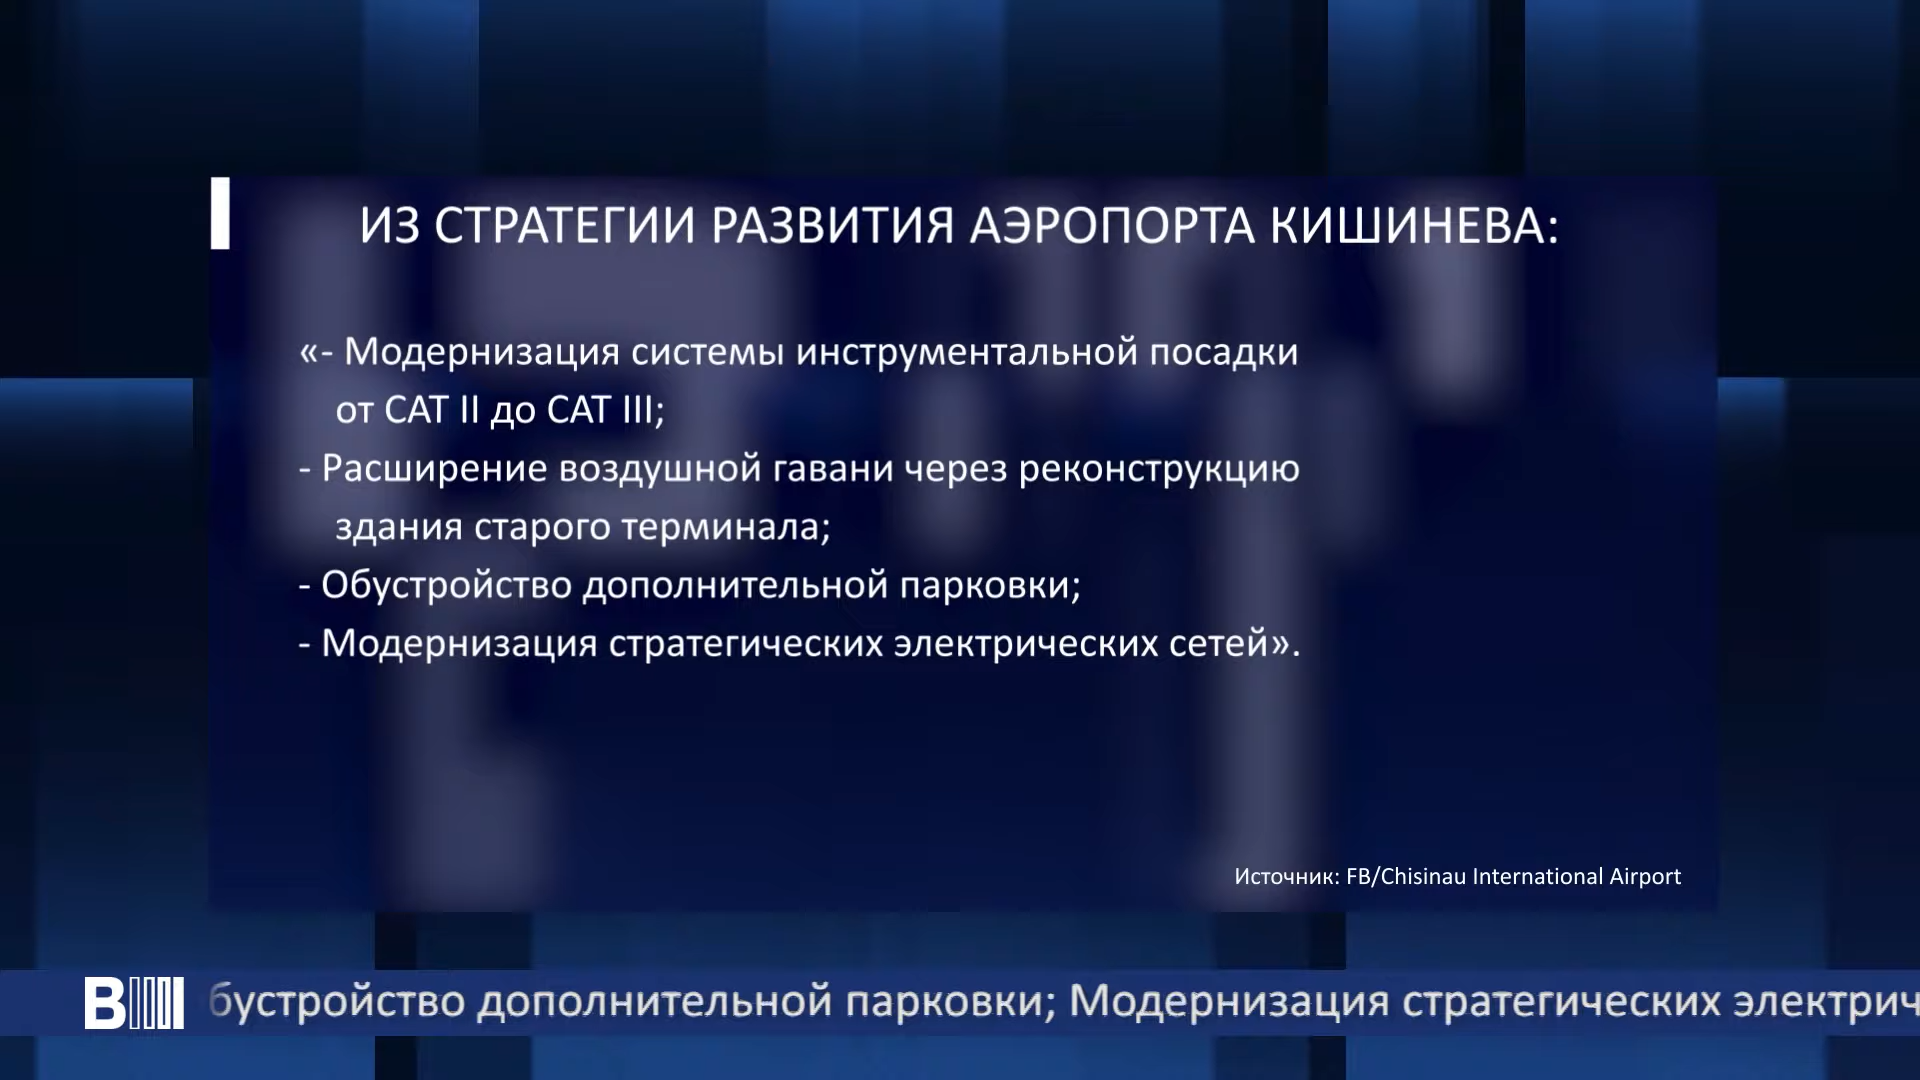 ИЗ СТРАТЕГИИ РАЗВИТИЯ АЭРОПОРТА КИШИНЕВА:
«- Модернизация системы инструментальной посадки
от CAT II до CAT III;
- Расширение воздушной гавани через реконструкцию
здания старого терминала;
- Обустройство дополнительной парковки;
- Модернизация стратегических электрических сетей».
Источник: FB/Chisinau International Airport
бустройство дополнительной парковки; Модернизация стратегических электрич